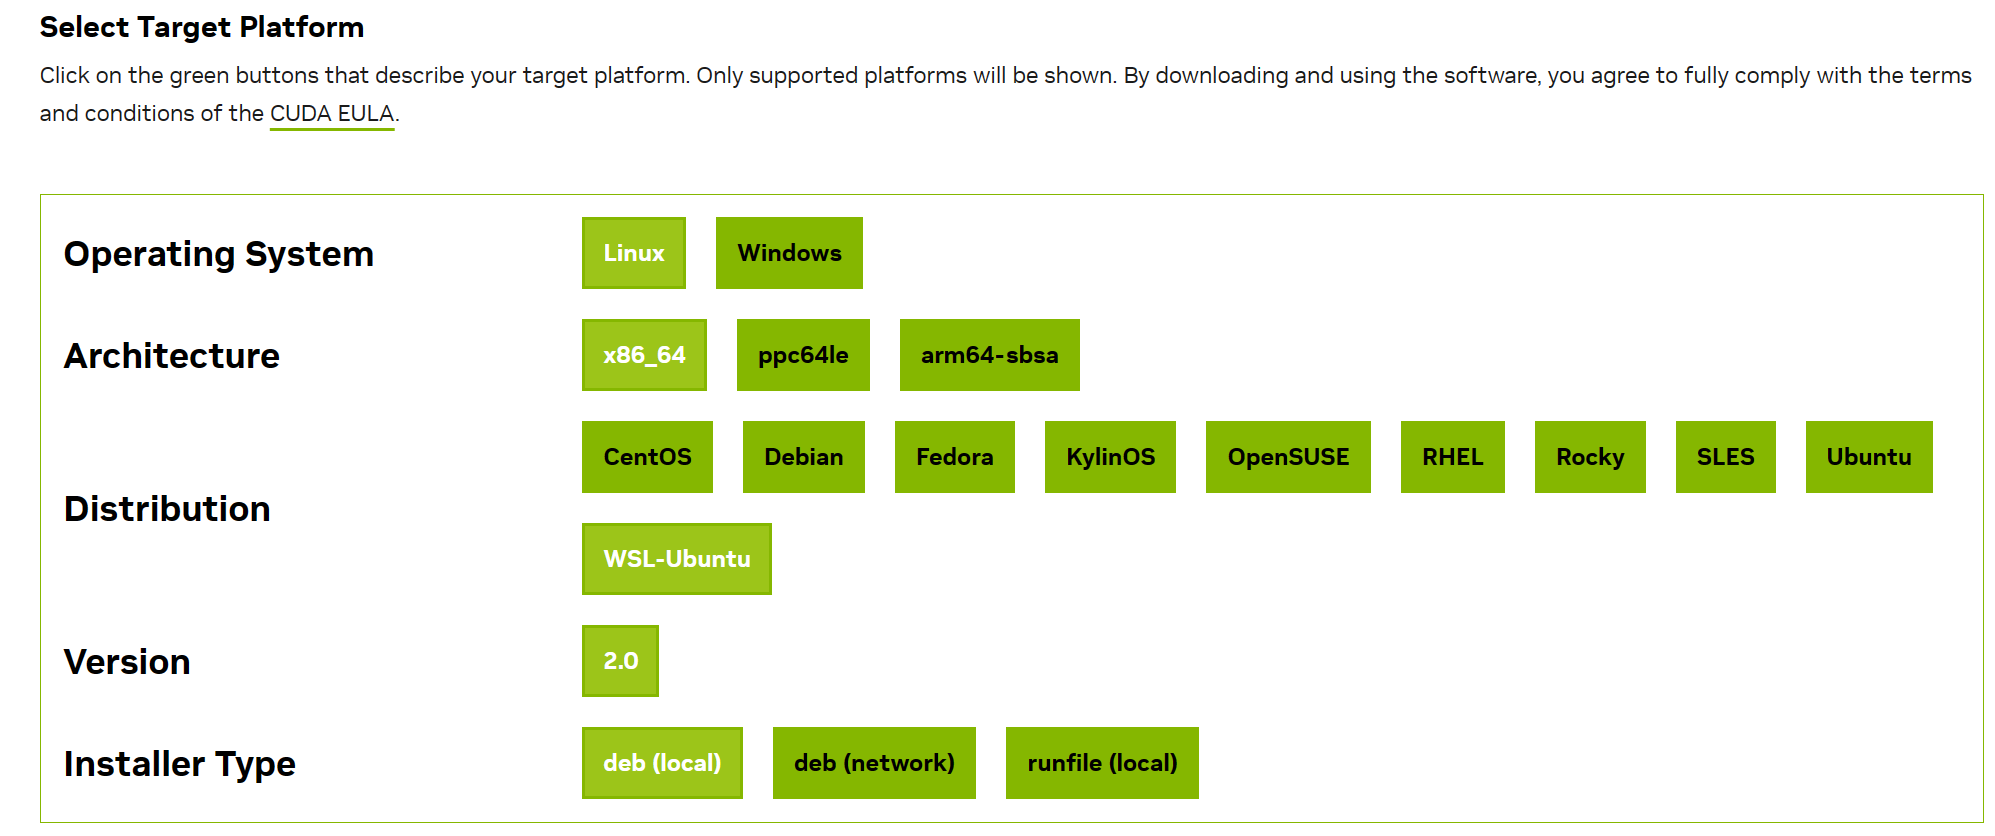 Select Target Platform
Click on the green buttons that describe your target platform. Only supported platforms will be shown. By downloading and using the software, you agree to fully comply with the terms
and conditions of the CUDA EULA.
Operating System
Linux Windows
Architecture
x86_64 ppc64le arm64-sbsa
Distribution
CentOS Debian Fedora KylinOS OpenSUSE RHEL Rocky SLES Ubuntu
WSL-Ubuntu
Version
2.0
Installer Type
deb (local) deb (network) runfile (local)